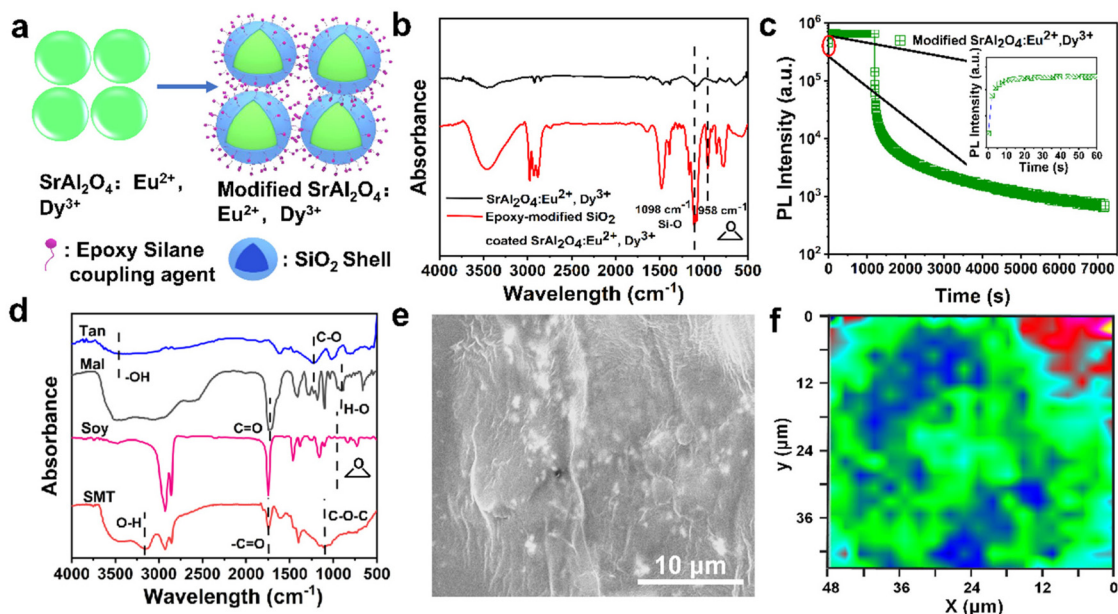 a
SrAl₂O₄: Eu²⁺,
Dy³⁺
Modified SrAl₂O₄:
Eu²⁺, Dy³⁺
: Epoxy Silane
coupling agent
: SiO₂ Shell
b
Absorbance
SrAl₂O₄:Eu²⁺, Dy³⁺
Epoxy-modified SiO₂
coated SrAl₂O₄:Eu²⁺, Dy³⁺
1098 cm⁻¹
Si-O
958 cm⁻¹
O
4000 3500 3000 2500 2000 1500 1000 500
Wavelength (cm⁻¹)
c
PL Intensity (a.u.)
10⁶
10⁵
10⁴
10³
10²
Modified SrAl₂O₄:Eu²⁺,Dy³⁺
PL Intensity (a.u.)
0 10 20 30 40 50 60
Time (s)
0 1000 2000 3000 4000 5000 6000 7000
Time (s)
d
Absorbance
Tan
-OH
C-O
Mal
C=O
H-O
Soy
O
SMT
O-H
-C=O
C-O-C
4000 3500 3000 2500 2000 1500 1000 500
Wavelength (cm⁻¹)
e
10 μm
f
y (μm)
0
12
24
36
48 36 24 12 0
X (μm)